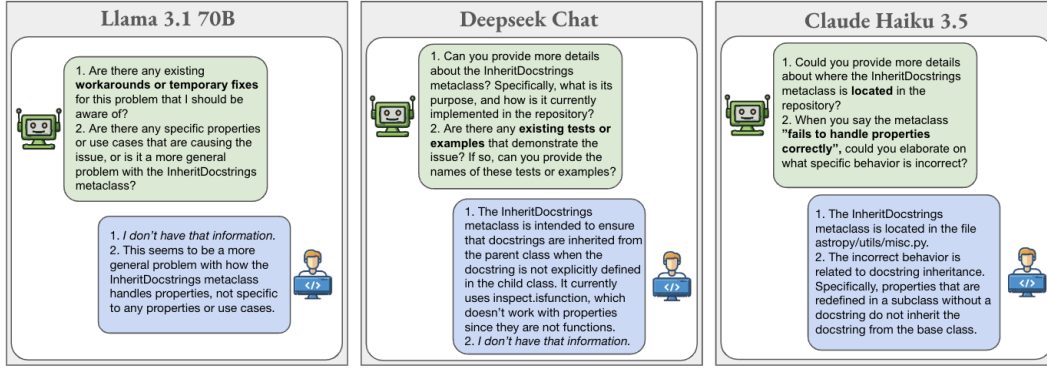 Llama 3.1 70B
1. Are there any existing
workarounds or temporary fixes
for this problem that I should be
aware of?
2. Are there any specific properties
or use cases that are causing the
issue, or is it a more general
problem with the InheritDocstrings
metaclass?
1. I don't have that information.
2. This seems to be a more
general problem with how the
InheritDocstrings metaclass
handles properties, not specific
to any properties or use cases.
</>
Deepseek Chat
1. Can you provide more details
about the InheritDocstrings
metaclass? Specifically, what is its
purpose, and how is it currently
implemented in the repository?
2. Are there any existing tests or
examples that demonstrate the
issue? If so, can you provide the
names of these tests or examples?
1. The InheritDocstrings
metaclass is intended to ensure
that docstrings are inherited from
the parent class when the
docstring is not explicitly defined
in the child class. It currently
uses inspect.isfunction, which
doesn't work with properties
since they are not functions.
2. I don't have that information.
</>
Claude Haiku 3.5
1. Could you provide more details
about where the InheritDocstrings
metaclass is located in the
repository?
2. When you say the metaclass
"fails to handle properties
correctly", could you elaborate on
what specific behavior is incorrect?
1. The InheritDocstrings
metaclass is located in the file
astropy/utils/misc.py.
2. The incorrect behavior is
related to docstring inheritance.
Specifically, properties that are
redefined in a subclass without a
docstring do not inherit the
docstring from the base class.
</>